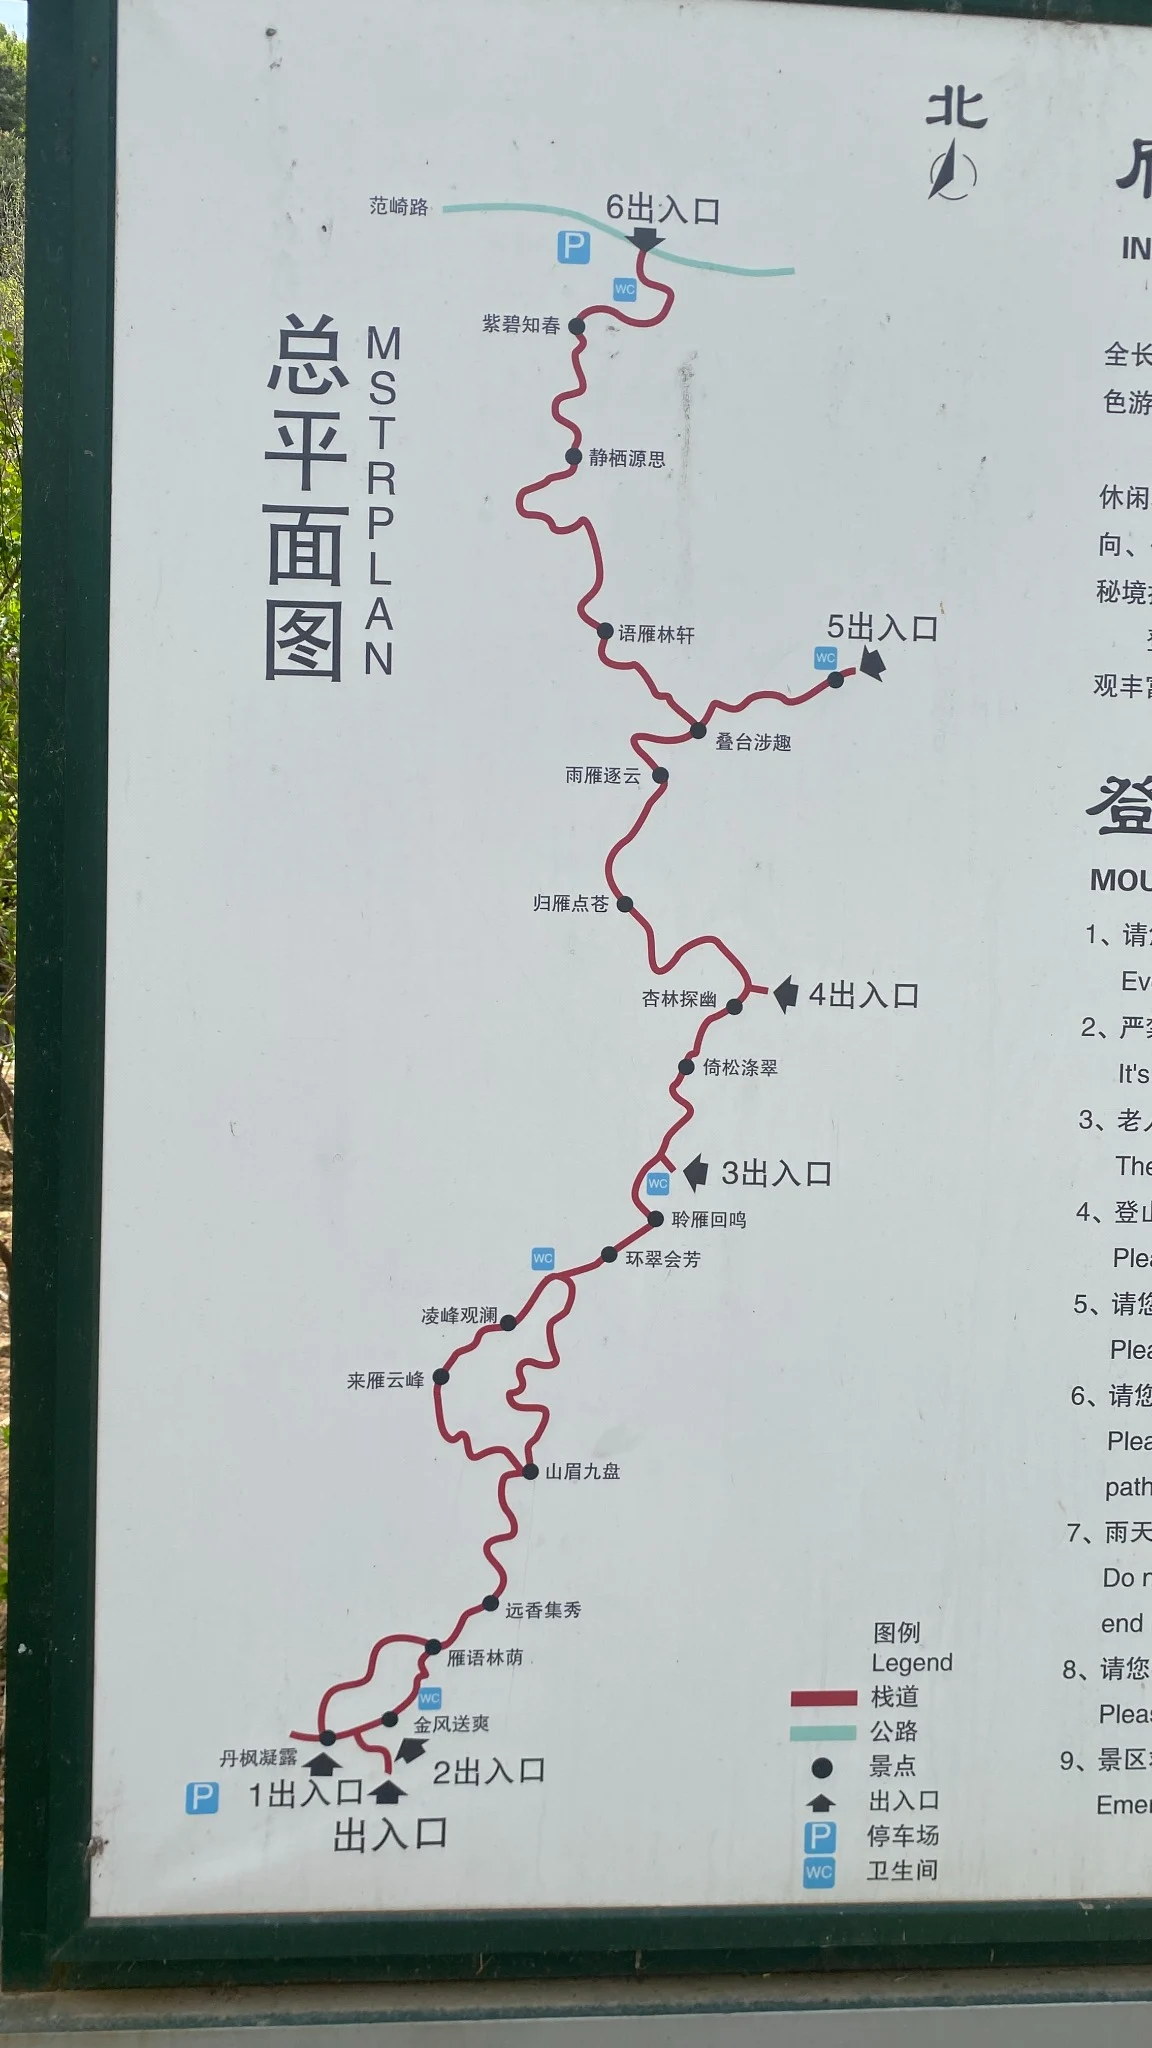 北
范崎路
6出入口
P
WC
紫碧知春
总平面图
MSTRPLAN
静栖源思
语雁林轩
5出入口
WC
叠台涉趣
雨雁逐云
归雁点苍
杏林探幽
4出入口
倚松涤翠
3出入口
WC
聆雁回鸣
WC
环翠会芳
凌峰观澜
来雁云峰
山眉九盘
远香集秀
雁语林荫
WC
金风送爽
丹枫凝露
2出入口
P
1出入口
出入口
图例
Legend
栈道
公路
景点
出入口
P 停车场
WC 卫生间
IN
全长
色游
休闲
向、
秘境
观丰
登
MOU
1、请
Ev
2、严
It's
3、老
The
4、登
Plea
5、请您
Plea
6、请您
Plea
path
7、雨天
Do n
end
8、请您
Pleas
9、景区
Emer